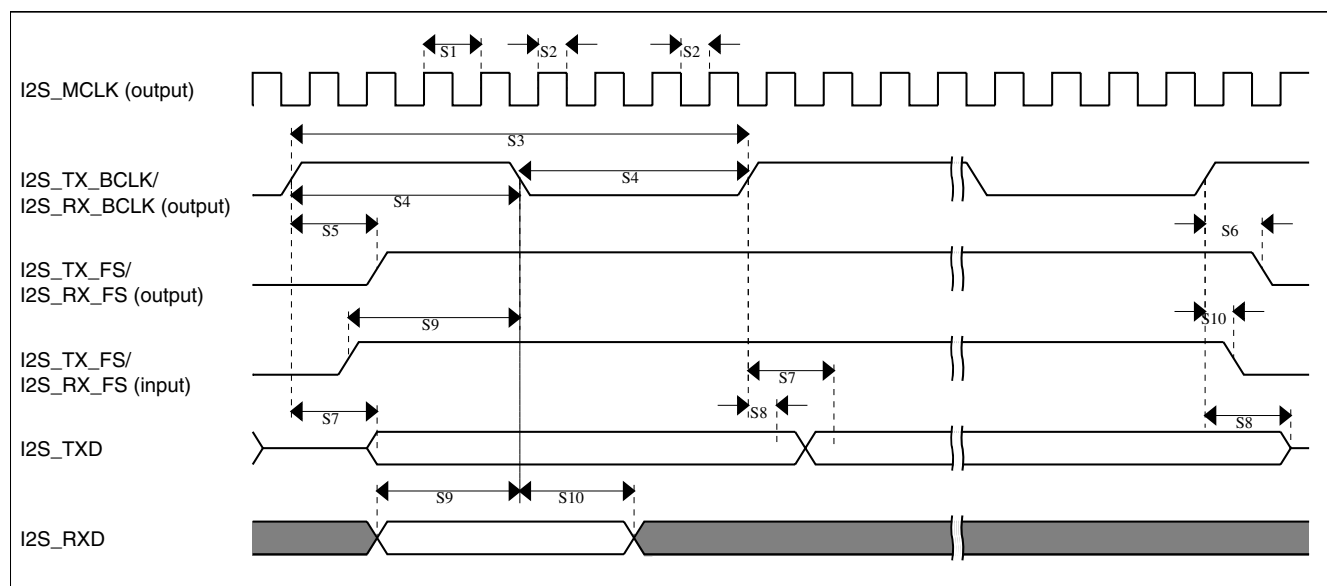 S1
S2
S2
I2S_MCLK (output)
S3
I2S_TX_BCLK/
I2S_RX_BCLK (output)
S4
S4
S5
S6
I2S_TX_FS/
I2S_RX_FS (output)
S9
S10
I2S_TX_FS/
I2S_RX_FS (input)
S7
S7
S8
S8
I2S_TXD
S9
S10
I2S_RXD